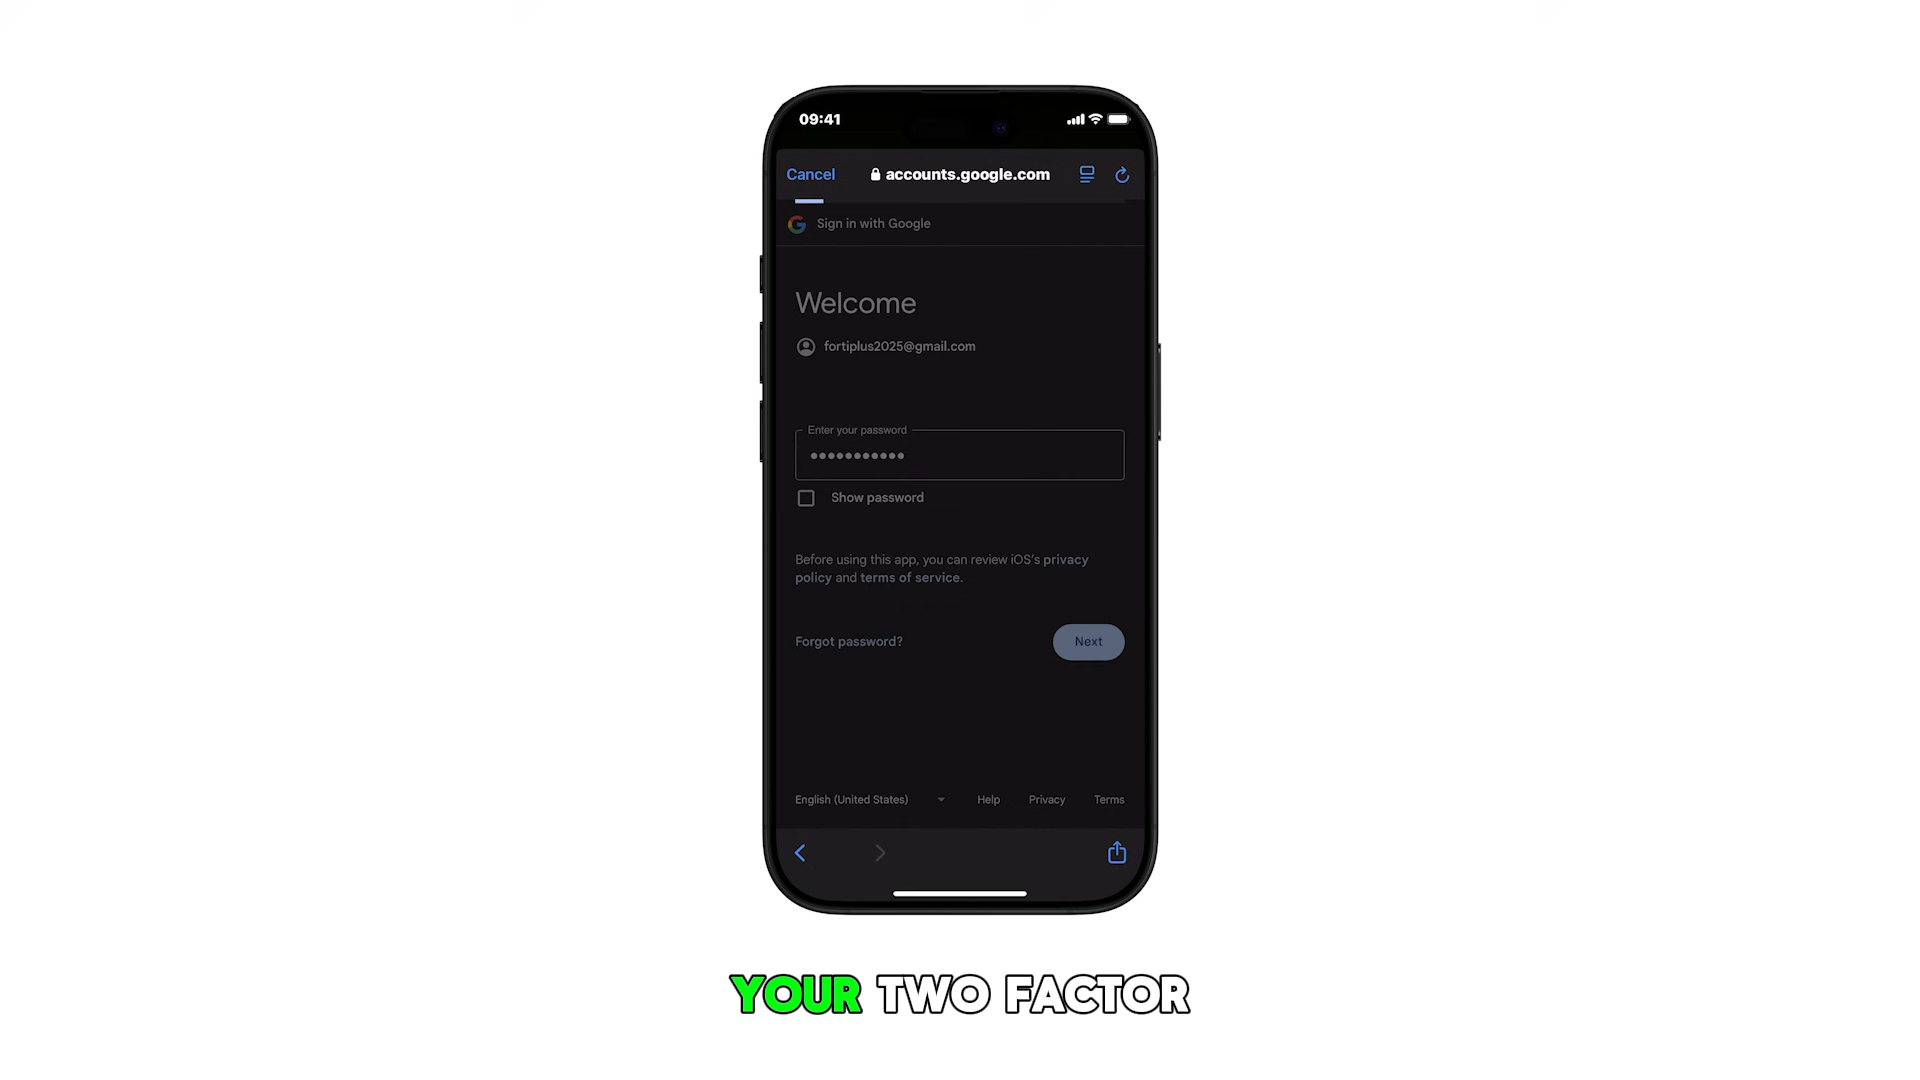 09:41
Cancel accounts.google.com
Sign in with Google
Welcome
fortiplus2025@gmail.com
Enter your password
•••••••••••
Show password
Before using this app, you can review iOS's privacy
policy and terms of service.
Forgot password? Next
English (United States) Help Privacy Terms
YOUR TWO FACTOR